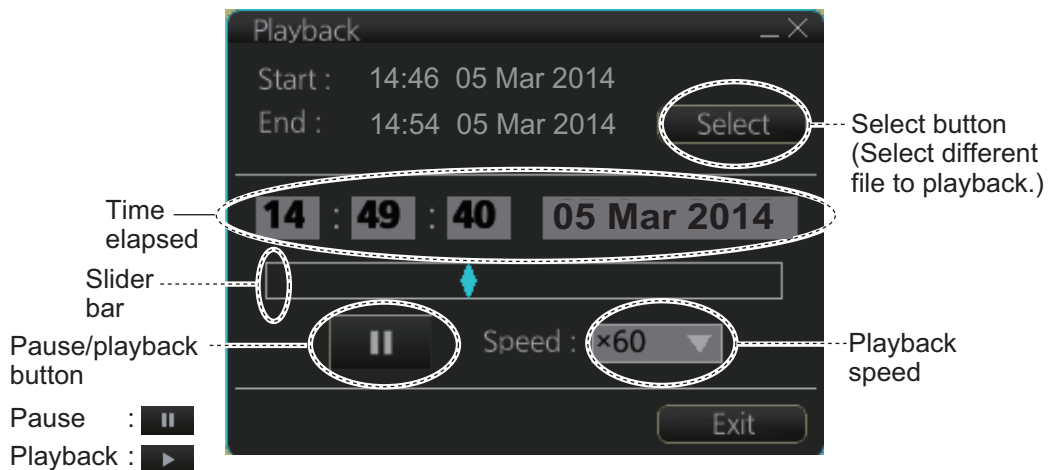 Playback
Start : 14:46 05 Mar 2014
End : 14:54 05 Mar 2014
Select
Select button
(Select different
file to playback.)
Time
elapsed
14 : 49 : 40 05 Mar 2014
Slider
bar
Pause/playback
button
Speed : ×60
Playback
speed
Pause :
Playback :
Exit